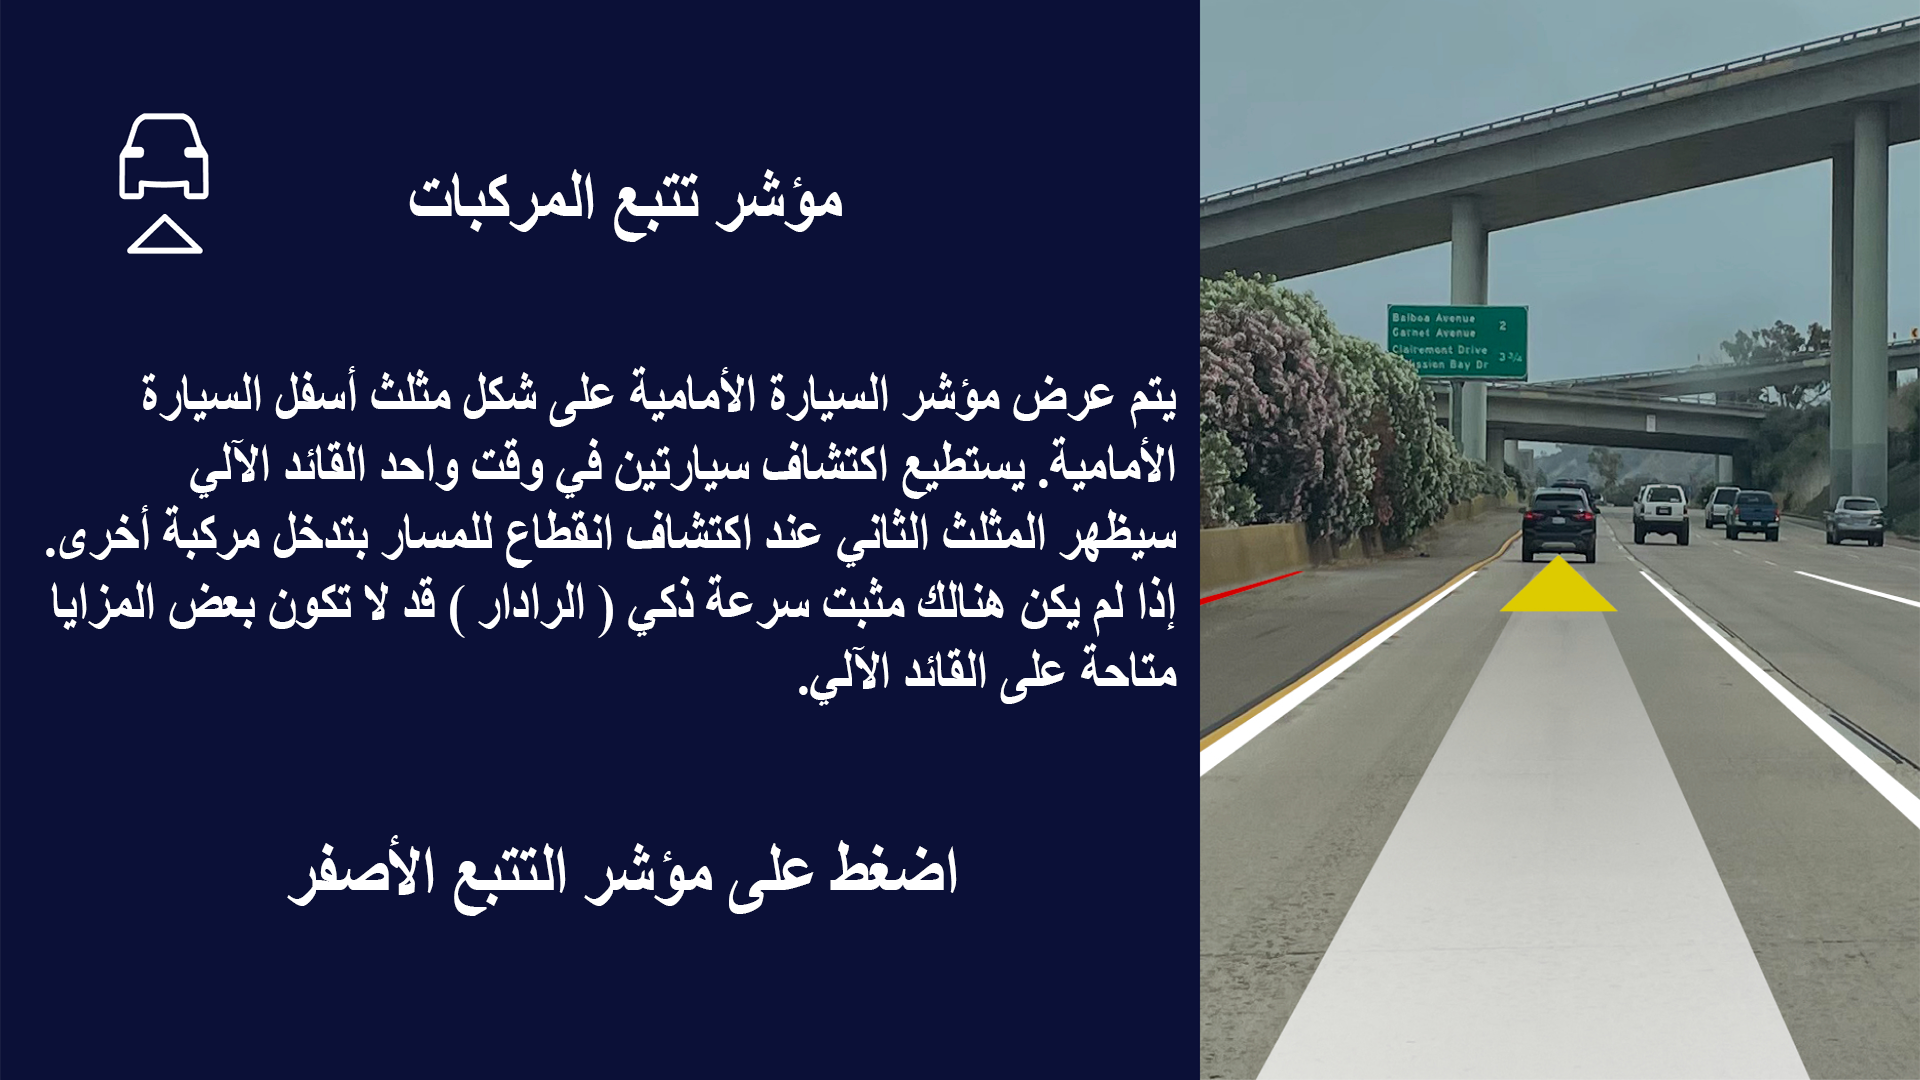 مؤشر تتبع المركبات
يتم عرض مؤشر السيارة الأمامية على شكل مثلث أسفل السيارة
الأمامية. يستطيع اكتشاف سيارتين في وقت واحد القائد الآلي
سيظهر المثلث الثاني عند اكتشاف انقطاع للمسار بتدخل مركبة أخرى.
إذا لم يكن هنالك مثبت سرعة ذكي ( الرادار ) قد لا تكون بعض المزايا
متاحة على القائد الآلي.
اضغط على مؤشر التتبع الأصفر
Balboa Avenue 2
Garnet Avenue
Clairemont Drive 3 3/4
Bay Dr